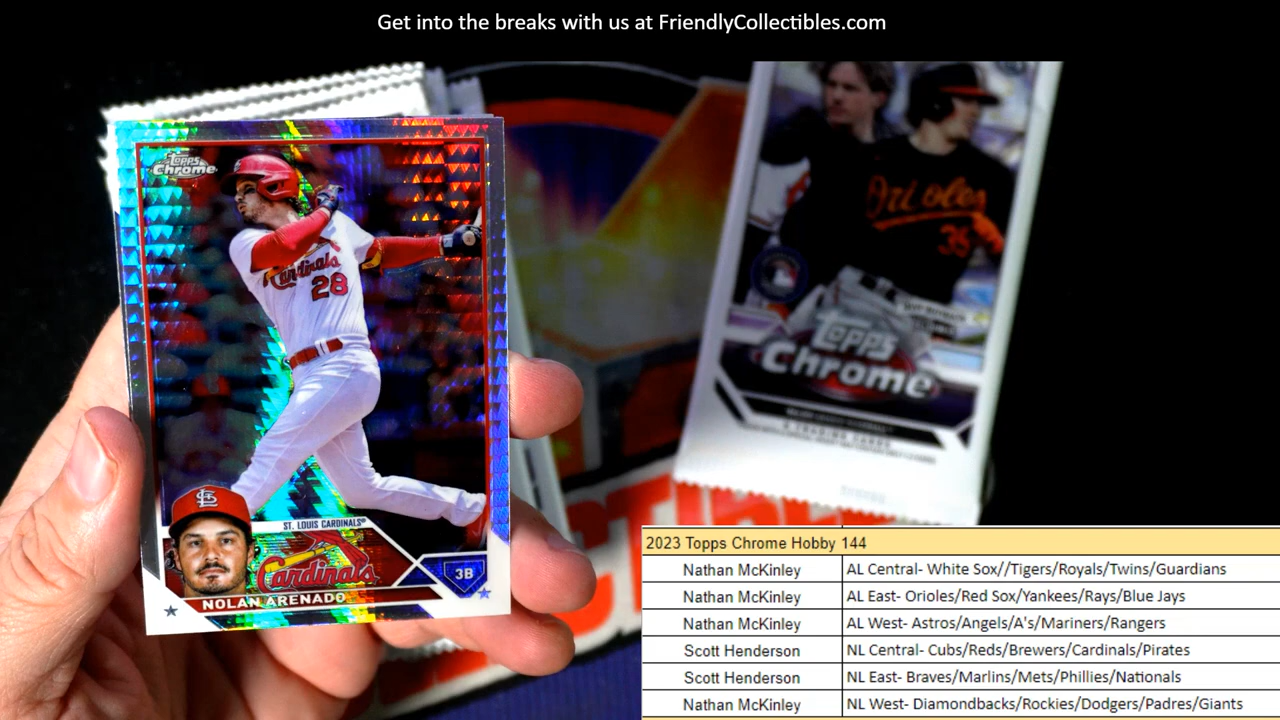 Get into the breaks with us at FriendlyCollectibles.com
Topps
Chrome
Cardinals
28
ST. LOUIS CARDINALS
Cardinals
3B
NOLAN ARENADO
Orioles
35
Topps
Chrome
2023 Topps Chrome Hobby 144
Nathan McKinley AL Central- White Sox//Tigers/Royals/Twins/Guardians
Nathan McKinley AL East- Orioles/Red Sox/Yankees/Rays/Blue Jays
Nathan McKinley AL West- Astros/Angels/A's/Mariners/Rangers
Scott Henderson NL Central- Cubs/Reds/Brewers/Cardinals/Pirates
Scott Henderson NL East- Braves/Marlins/Mets/Phillies/Nationals
Nathan McKinley NL West- Diamondbacks/Rockies/Dodgers/Padres/Giants